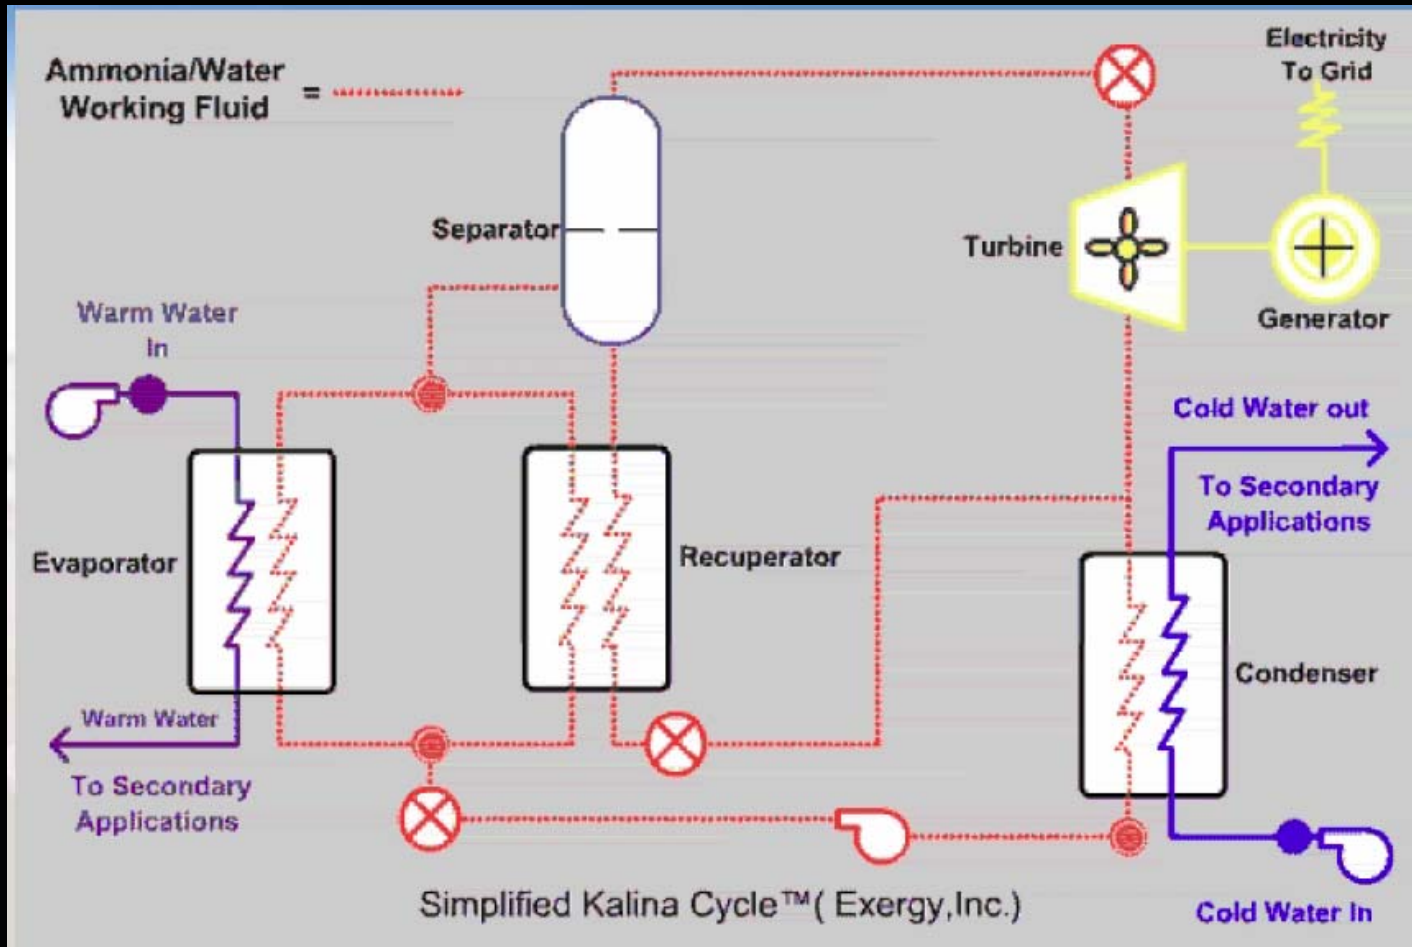 Ammonia/Water
Working Fluid
=
Electricity
To Grid
Separator
Turbine
Generator
Warm Water
In
Cold Water out
To Secondary
Applications
Evaporator
Recuperator
Condenser
Warm Water
To Secondary
Applications
Simplified Kalina Cycle™( Exergy,Inc.)
Cold Water In